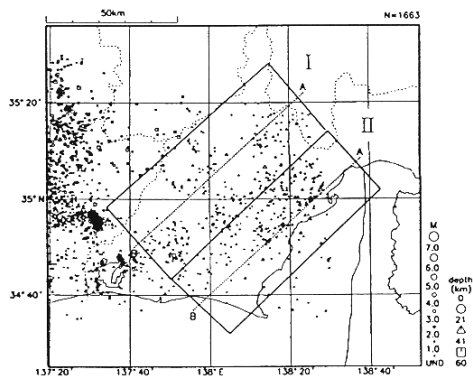 50km
N=1663
I
A
II
A
35°20'
35°N
34°40'
B
B
137°20'
137°40'
138°E
138°20'
138°40'
M
7.0
6.0
5.0
4.0
3.0
2.0
1.0
UND
depth
(km)
0
21
41
60